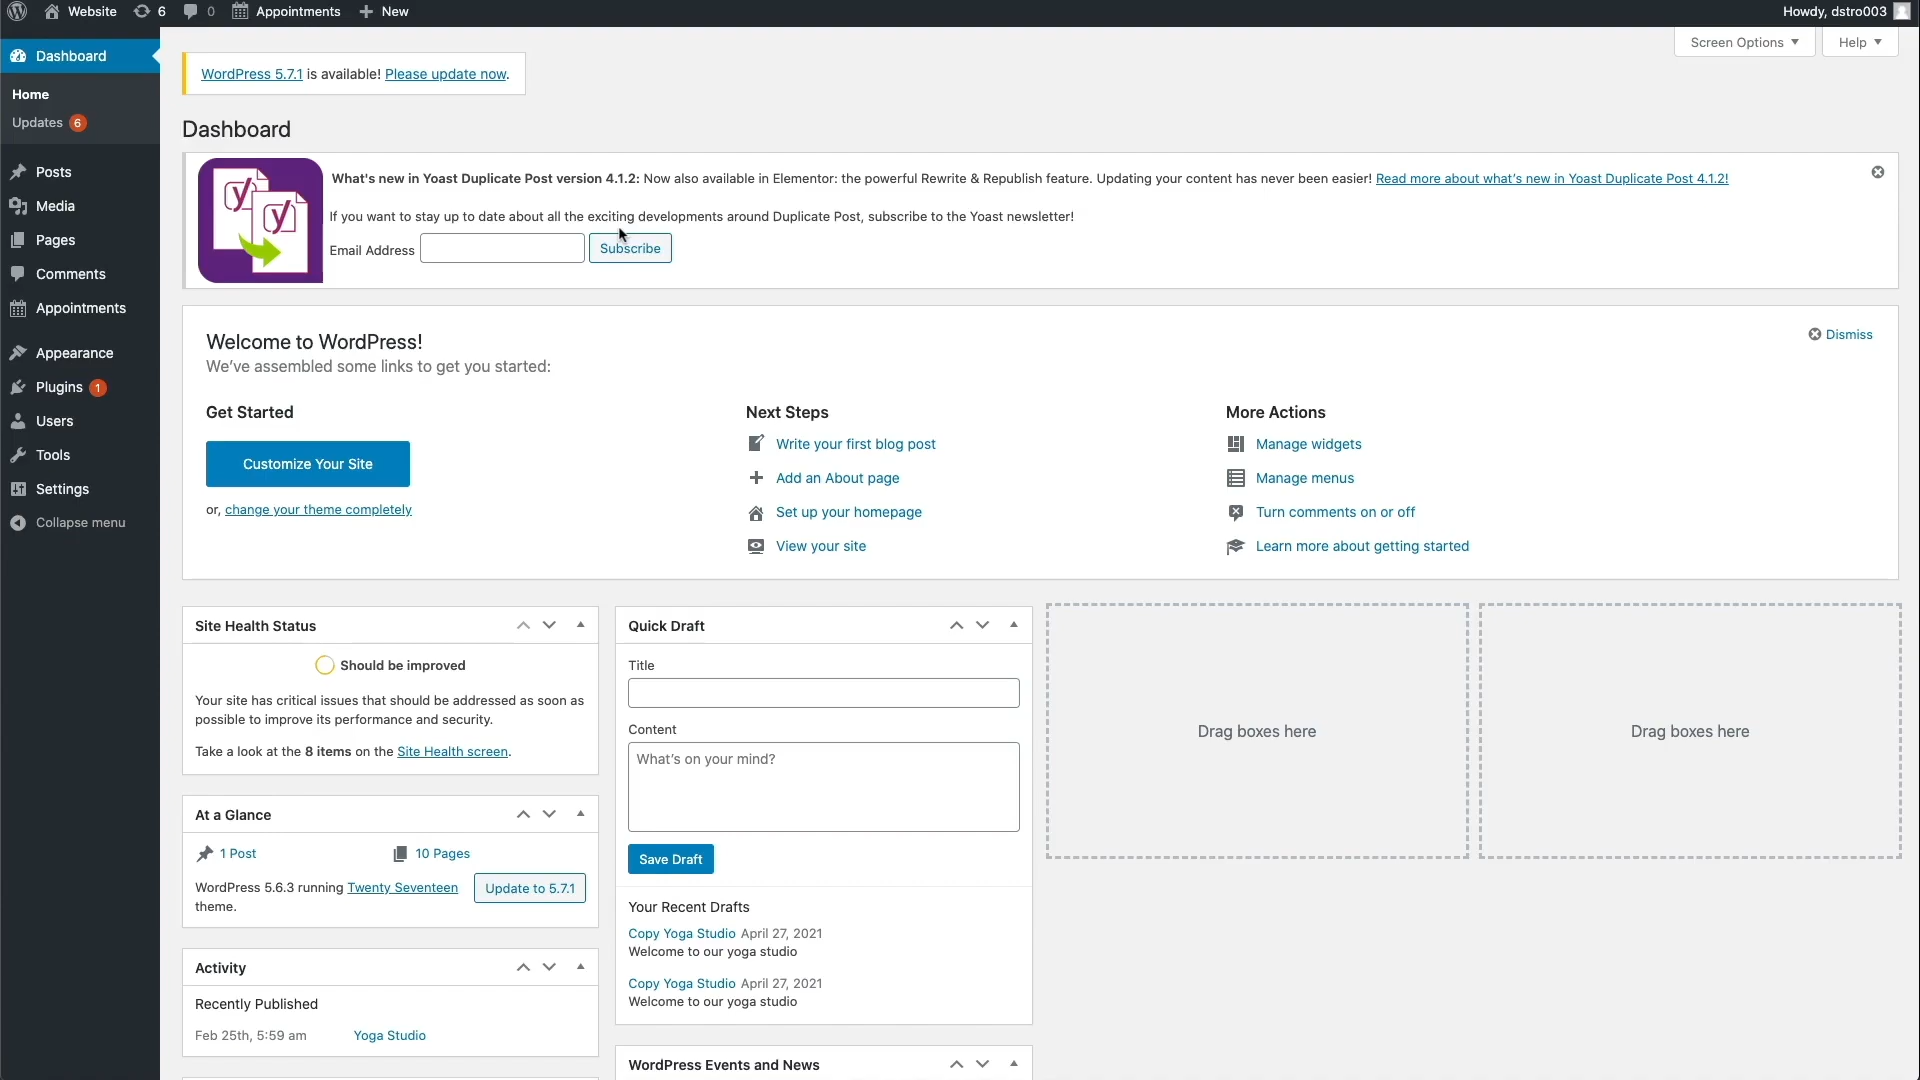 Website 6 0 Appointments New Howdy, dstro003
Dashboard
Home
Updates 6
Posts
Media
Pages
Comments
Appointments
Appearance
Plugins 1
Users
Tools
Settings
Collapse menu
Screen Options Help
WordPress 5.7.1 is available! Please update now.
Dashboard
What's new in Yoast Duplicate Post version 4.1.2: Now also available in Elementor: the powerful Rewrite & Republish feature. Updating your content has never been easier! Read more about what's new in Yoast Duplicate Post 4.1.2!
If you want to stay up to date about all the exciting developments around Duplicate Post, subscribe to the Yoast newsletter!
Email Address Subscribe
Welcome to WordPress!
We've assembled some links to get you started:
Dismiss
Get Started
Customize Your Site
or, change your theme completely
Next Steps
Write your first blog post
Add an About page
Set up your homepage
View your site
More Actions
Manage widgets
Manage menus
Turn comments on or off
Learn more about getting started
Site Health Status
Should be improved
Your site has critical issues that should be addressed as soon as
possible to improve its performance and security.
Take a look at the 8 items on the Site Health screen.
At a Glance
1 Post 10 Pages
WordPress 5.6.3 running Twenty Seventeen
theme.
Update to 5.7.1
Activity
Recently Published
Feb 25th, 5:59 am Yoga Studio
Quick Draft
Title
Content
What's on your mind?
Save Draft
Your Recent Drafts
Copy Yoga Studio April 27, 2021
Welcome to our yoga studio
Copy Yoga Studio April 27, 2021
Welcome to our yoga studio
WordPress Events and News
Drag boxes here
Drag boxes here